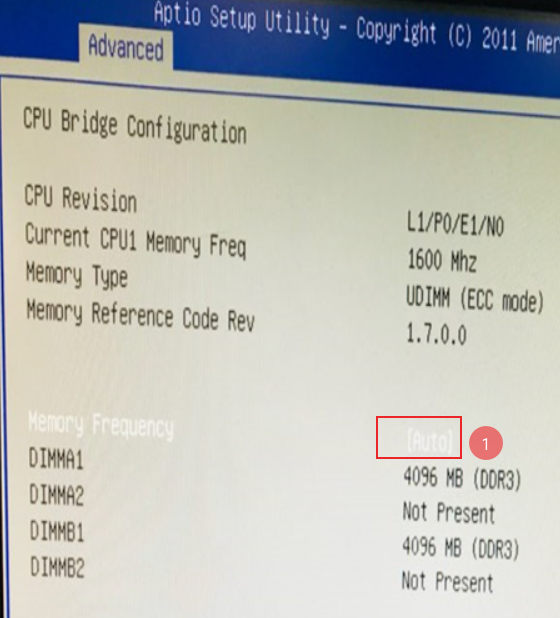 Aptio Setup Utility - Copyright (C) 2011 Amer
Advanced
CPU Bridge Configuration
CPU Revision L1/P0/E1/N0
Current CPU1 Memory Freq 1600 Mhz
Memory Type UDIMM (ECC mode)
Memory Reference Code Rev 1.7.0.0
Memory Frequency [Auto] 1
DIMMA1 4096 MB (DDR3)
DIMMA2 Not Present
DIMMB1 4096 MB (DDR3)
DIMMB2 Not Present